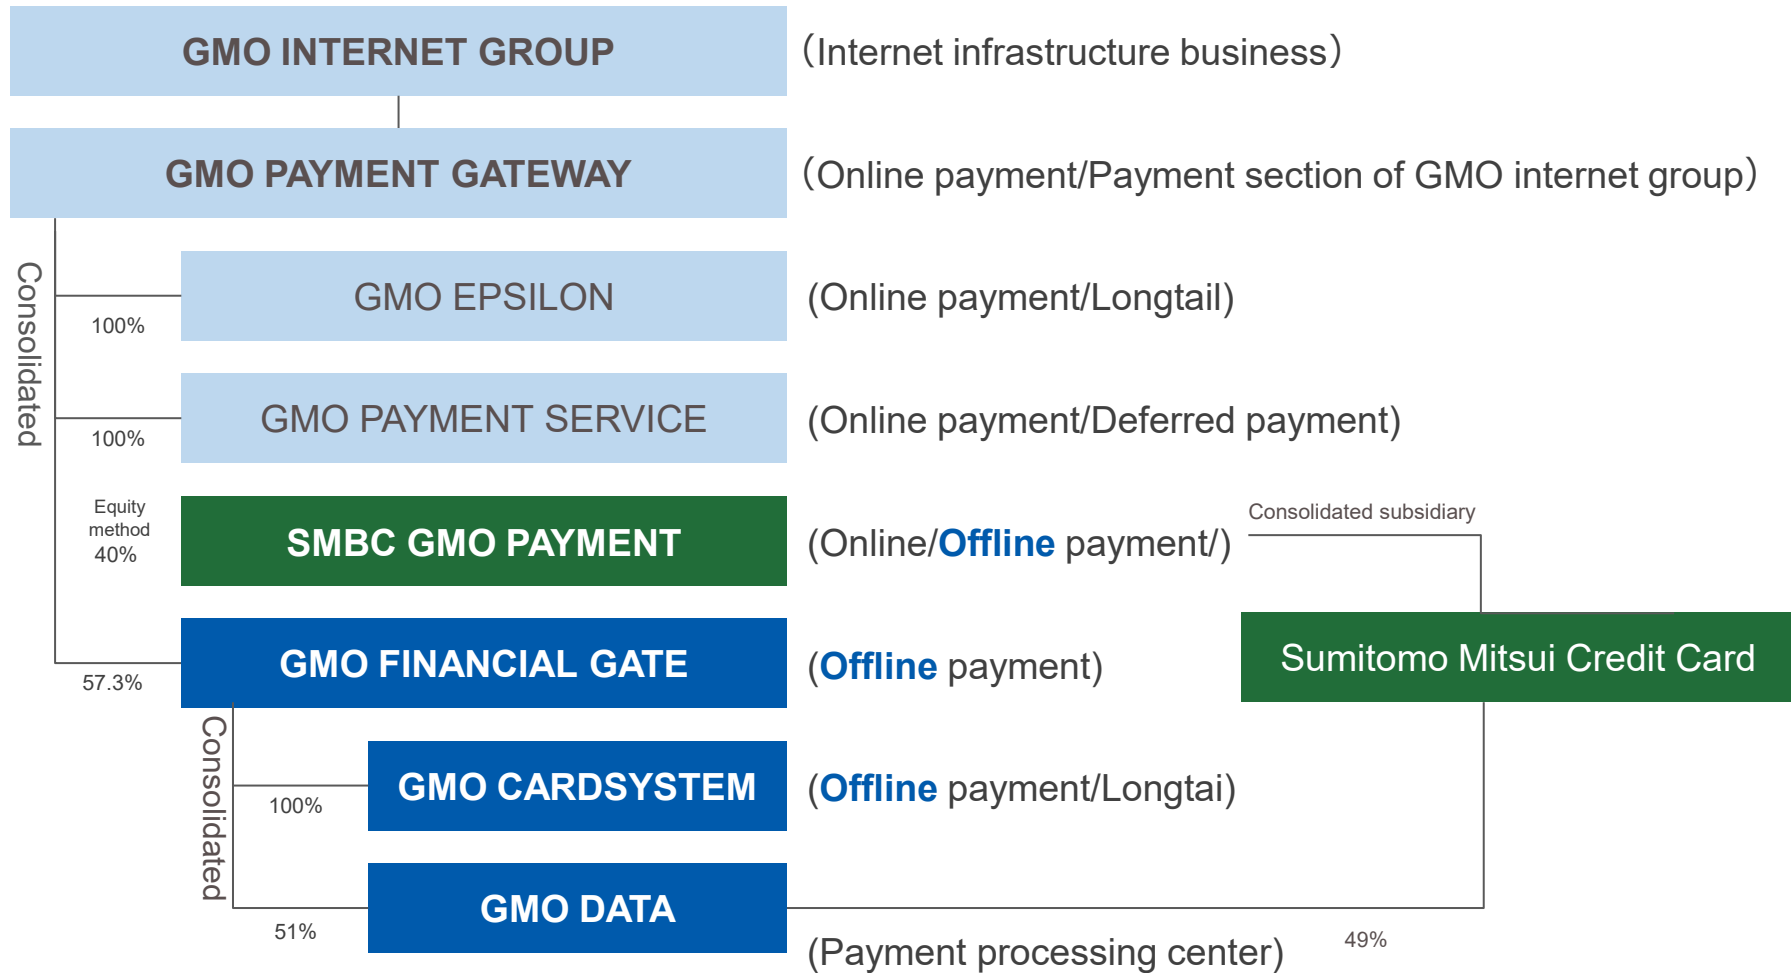 GMO INTERNET GROUP
（Internet infrastructure business）
GMO PAYMENT GATEWAY
（Online payment/Payment section of GMO internet group）
Consolidated
GMO EPSILON
(Online payment/Longtail)
100%
GMO PAYMENT SERVICE
(Online payment/Deferred payment)
100%
Equity
method
40%
SMBC GMO PAYMENT
(Online/Offline payment/)
Consolidated subsidiary
GMO FINANCIAL GATE
(Offline payment)
Sumitomo Mitsui Credit Card
57.3%
Consolidated
GMO CARDSYSTEM
(Offline payment/Longtai)
100%
GMO DATA
51%
(Payment processing center)
49%